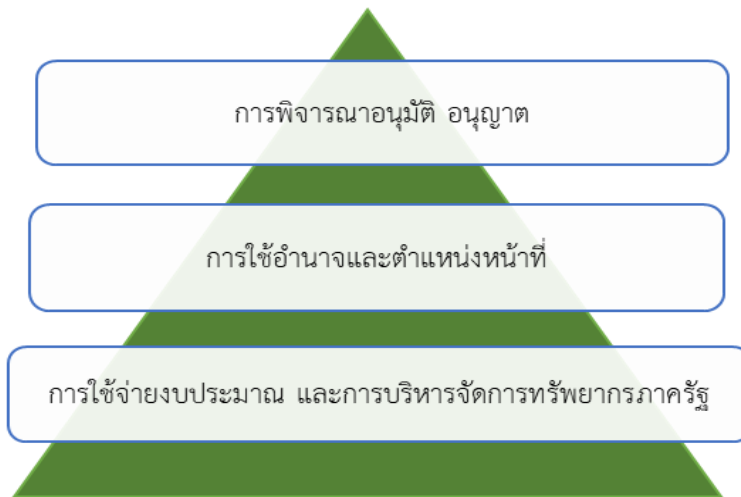 การพิจารณาอนุมัติ อนุญาต
การใช้อำนาจและตำแหน่งหน้าที่
การใช้จ่ายงบประมาณ และการบริหารจัดการทรัพยากรภาครัฐ